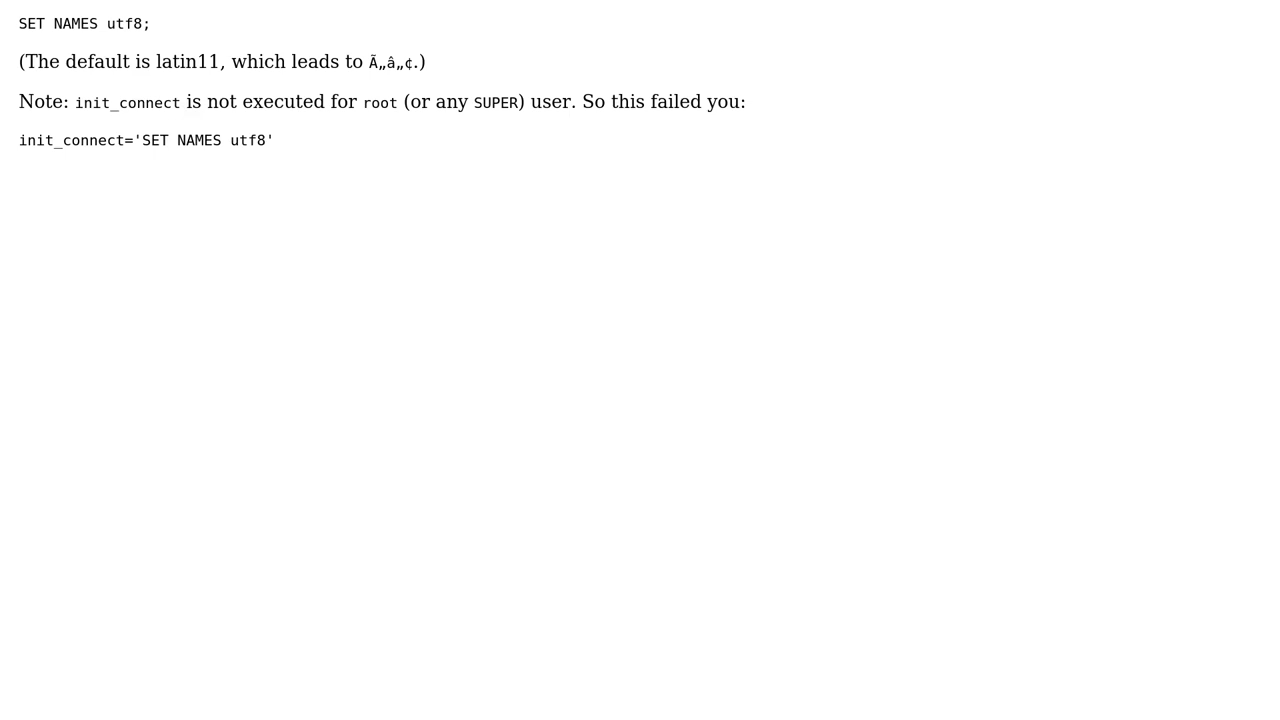 SET NAMES utf8;
(The default is latin11, which leads to Ã„â„¢.)
Note: init_connect is not executed for root (or any SUPER) user. So this failed you:
init_connect='SET NAMES utf8'